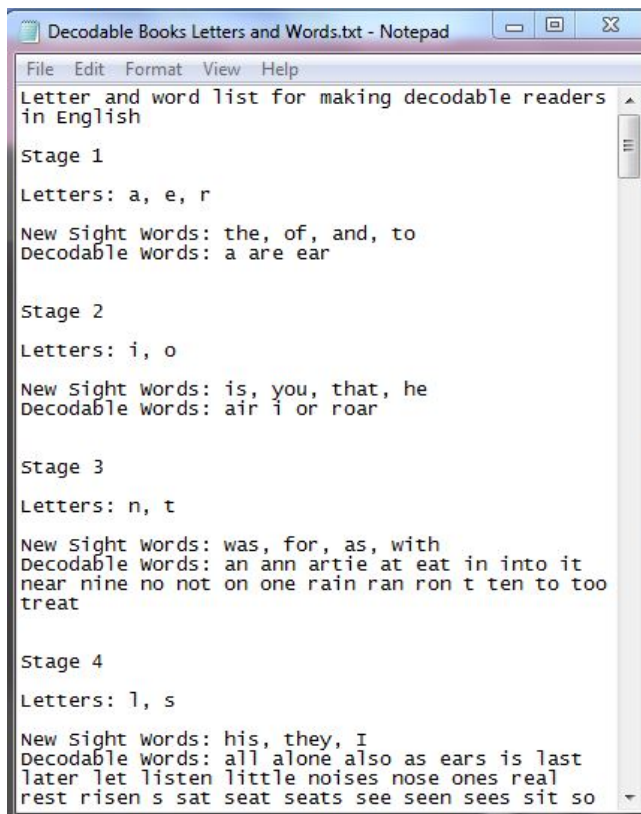 Decodable Books Letters and Words.txt - Notepad
File Edit Format View Help
Letter and word list for making decodable readers
in English
Stage 1
Letters: a, e, r
New Sight Words: the, of, and, to
Decodable Words: a are ear
Stage 2
Letters: i, o
New Sight Words: is, you, that, he
Decodable Words: air i or roar
Stage 3
Letters: n, t
New Sight Words: was, for, as, with
Decodable Words: an ann artie at eat in into it
near nine no not on one rain ran ron t ten to too
treat
Stage 4
Letters: l, s
New Sight Words: his, they, I
Decodable Words: all alone also as ears is last
later let listen little noises nose ones real
rest risen s sat seat seats see seen sees sit so